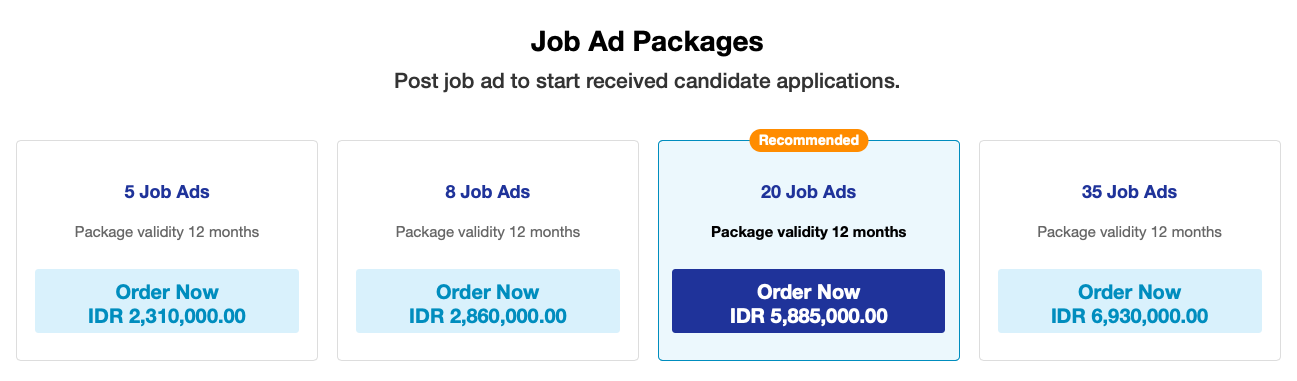 Job Ad Packages
Post job ad to start received candidate applications.
5 Job Ads
Package validity 12 months
Order Now
IDR 2,310,000.00
8 Job Ads
Package validity 12 months
Order Now
IDR 2,860,000.00
Recommended
20 Job Ads
Package validity 12 months
Order Now
IDR 5,885,000.00
35 Job Ads
Package validity 12 months
Order Now
IDR 6,930,000.00